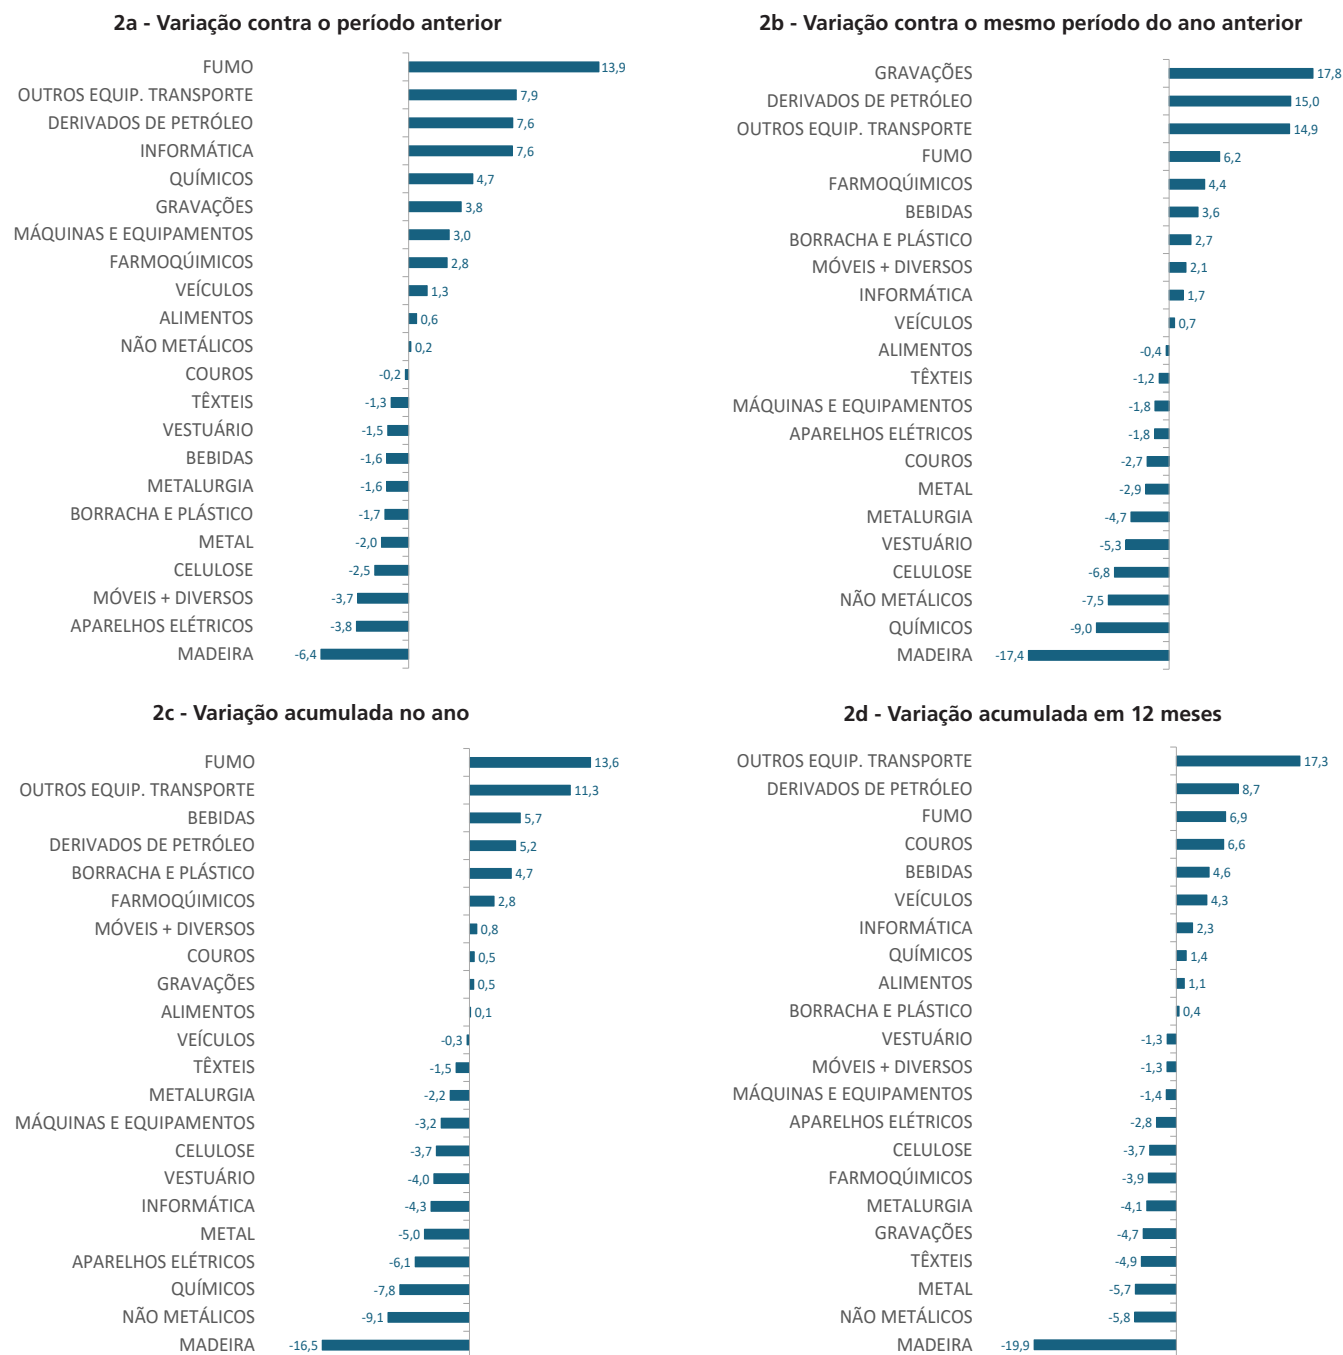 2a - Variação contra o período anterior
FUMO 13,9
OUTROS EQUIP. TRANSPORTE 7,9
DERIVADOS DE PETRÓLEO 7,6
INFORMÁTICA 7,6
QUÍMICOS 4,7
GRAVAÇÕES 3,8
MÁQUINAS E EQUIPAMENTOS 3,0
FARMOQÚIMICOS 2,8
VEÍCULOS 1,3
ALIMENTOS 0,6
NÃO METÁLICOS 0,2
COUROS -0,2
TÊXTEIS -1,3
VESTUÁRIO -1,5
BEBIDAS -1,6
METALURGIA -1,6
BORRACHA E PLÁSTICO -1,7
METAL -2,0
CELULOSE -2,5
MÓVEIS + DIVERSOS -3,7
APARELHOS ELÉTRICOS -3,8
MADEIRA -6,4
2b - Variação contra o mesmo período do ano anterior
GRAVAÇÕES 17,8
DERIVADOS DE PETRÓLEO 15,0
OUTROS EQUIP. TRANSPORTE 14,9
FUMO 6,2
FARMOQÚIMICOS 4,4
BEBIDAS 3,6
BORRACHA E PLÁSTICO 2,7
MÓVEIS + DIVERSOS 2,1
INFORMÁTICA 1,7
VEÍCULOS 0,7
ALIMENTOS -0,4
TÊXTEIS -1,2
MÁQUINAS E EQUIPAMENTOS -1,8
APARELHOS ELÉTRICOS -1,8
COUROS -2,7
METAL -2,9
METALURGIA -4,7
VESTUÁRIO -5,3
CELULOSE -6,8
NÃO METÁLICOS -7,5
QUÍMICOS -9,0
MADEIRA -17,4
2c - Variação acumulada no ano
FUMO 13,6
OUTROS EQUIP. TRANSPORTE 11,3
BEBIDAS 5,7
DERIVADOS DE PETRÓLEO 5,2
BORRACHA E PLÁSTICO 4,7
FARMOQÚIMICOS 2,8
MÓVEIS + DIVERSOS 0,8
COUROS 0,5
GRAVAÇÕES 0,5
ALIMENTOS 0,1
VEÍCULOS -0,3
TÊXTEIS -1,5
METALURGIA -2,2
MÁQUINAS E EQUIPAMENTOS -3,2
CELULOSE -3,7
VESTUÁRIO -4,0
INFORMÁTICA -4,3
METAL -5,0
APARELHOS ELÉTRICOS -6,1
QUÍMICOS -7,8
NÃO METÁLICOS -9,1
MADEIRA -16,5
2d - Variação acumulada em 12 meses
OUTROS EQUIP. TRANSPORTE 17,3
DERIVADOS DE PETRÓLEO 8,7
FUMO 6,9
COUROS 6,6
BEBIDAS 4,6
VEÍCULOS 4,3
INFORMÁTICA 2,3
QUÍMICOS 1,4
ALIMENTOS 1,1
BORRACHA E PLÁSTICO 0,4
VESTUÁRIO -1,3
MÓVEIS + DIVERSOS -1,3
MÁQUINAS E EQUIPAMENTOS -1,4
APARELHOS ELÉTRICOS -2,8
CELULOSE -3,7
FARMOQÚIMICOS -3,9
METALURGIA -4,1
GRAVAÇÕES -4,7
TÊXTEIS -4,9
METAL -5,7
NÃO METÁLICOS -5,8
MADEIRA -19,9